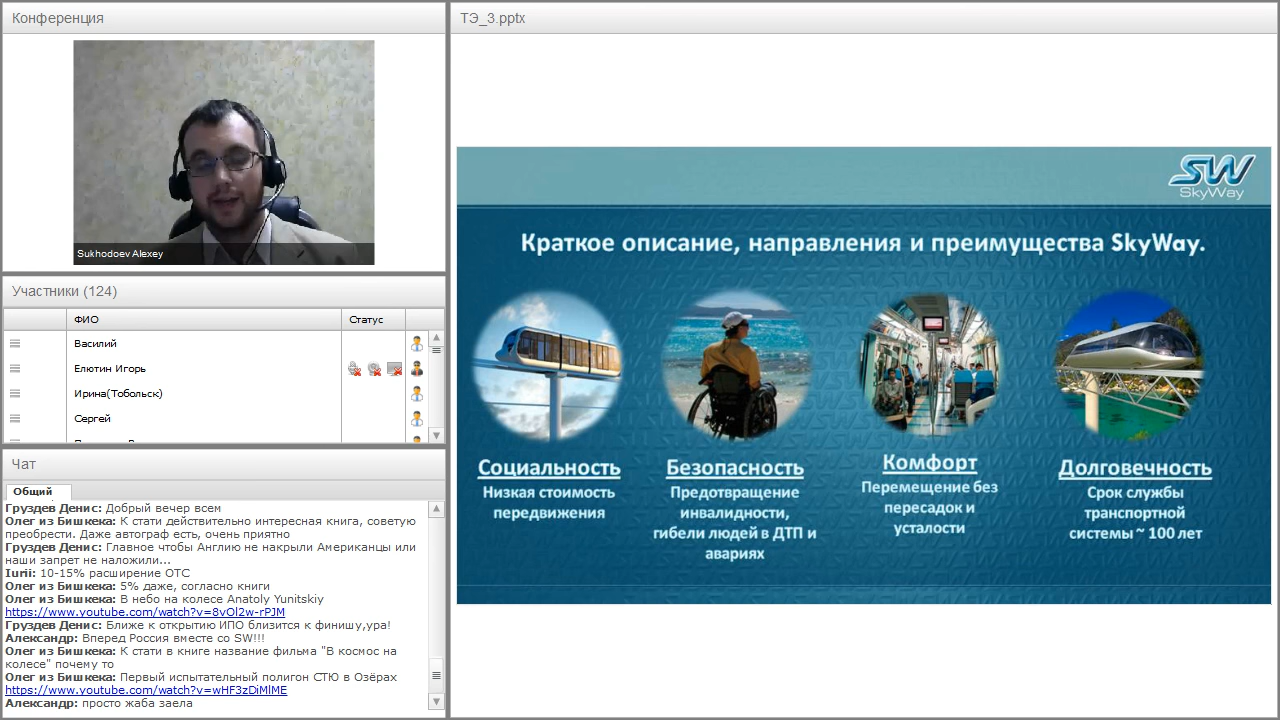 Конференция
Sukhodoev Alexey
Участники (124)
ФИО
Статус
Василий
Елютин Игорь
Ирина(Тобольск)
Сергей
Чат
Общий
Груздев Денис: Добрый вечер всем
Олег из Бишкека: К стати действительно интересная книга, советую
преобрести. Даже автограф есть, очень приятно
Груздев Денис: Главное чтобы Англию не накрыли Американцы или
наши запрет не наложили...
Iurii: 10-15% расширение ОТС
Олег из Бишкека: 5% даже, согласно книги
Олег из Бишкека: В небо на колесе Anatoly Yunitskiy
https://www.youtube.com/watch?v=8vOl2w-rPJM
Груздев Денис: Ближе к открытию ИПО близится к финишу,ура!
Александр: Вперед Россия вместе со SW!!!
Олег из Бишкека: К стати в книге название фильма "В космос на
колесе" почему то
Олег из Бишкека: Первый испытательный полигон СТЮ в Озёрах
https://www.youtube.com/watch?v=wHF3zDiMlME
Александр: просто жаба заела
ТЭ_3.pptx
SW
SkyWay
Краткое описание, направления и преимущества SkyWay.
Социальность
Низкая стоимость
передвижения
Безопасность
Предотвращение
инвалидности,
гибели людей в ДТП и
авариях
Комфорт
Перемещение без
пересадок и
усталости
Долговечность
Срок службы
транспортной
системы ~ 100 лет